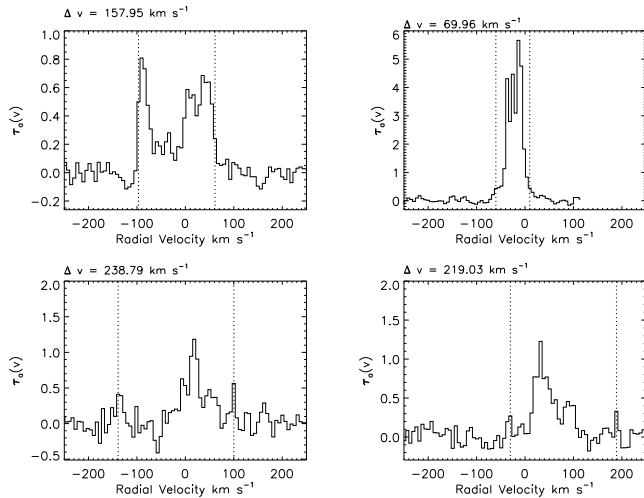 Δ v = 157.95 km s⁻¹
1.0
0.8
0.6
0.4
0.2
0.0
−0.2
τₐ(v)
−200 −100 0 100 200
Radial Velocity km s⁻¹
Δ v = 69.96 km s⁻¹
6
5
4
3
2
1
0
τₐ(v)
−200 −100 0 100 200
Radial Velocity km s⁻¹
Δ v = 238.79 km s⁻¹
2.0
1.5
1.0
0.5
0.0
−0.5
τₐ(v)
−200 −100 0 100 200
Radial Velocity km s⁻¹
Δ v = 219.03 km s⁻¹
2.0
1.5
1.0
0.5
0.0
τₐ(v)
−200 −100 0 100 200
Radial Velocity km s⁻¹